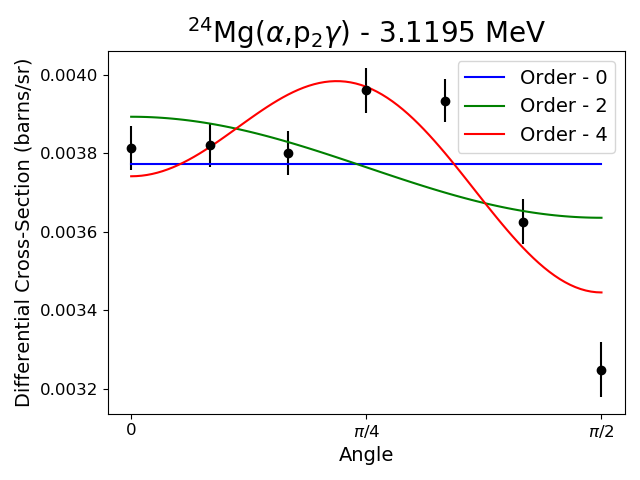 ²⁴Mg(α,p₂γ) - 3.1195 MeV
Differential Cross-Section (barns/sr)
0.0040
0.0038
0.0036
0.0034
0.0032
Order - 0
Order - 2
Order - 4
0
π/4
π/2
Angle